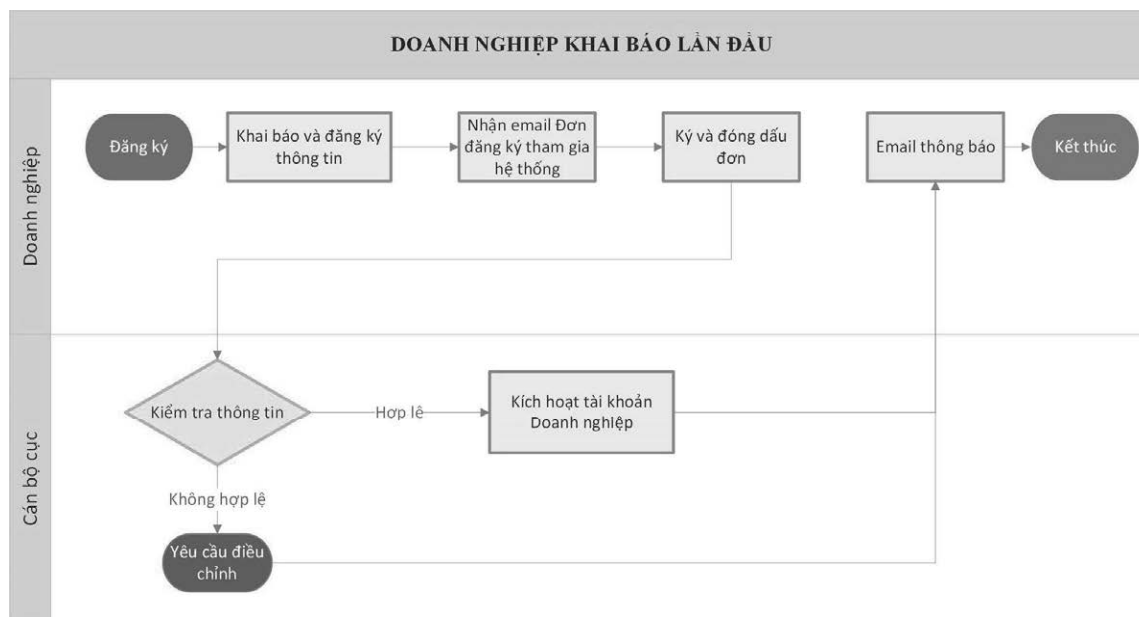 DOANH NGHIỆP KHAI BÁO LẦN ĐẦU
Doanh nghiệp
Đăng ký
Khai báo và đăng ký
thông tin
Nhận email Đơn
đăng ký tham gia
hệ thống
Ký và đóng dấu
đơn
Email thông báo
Kết thúc
Cán bộ cục
Kiểm tra thông tin
Hợp lệ
Kích hoạt tài khoản
Doanh nghiệp
Không hợp lệ
Yêu cầu điều
chỉnh